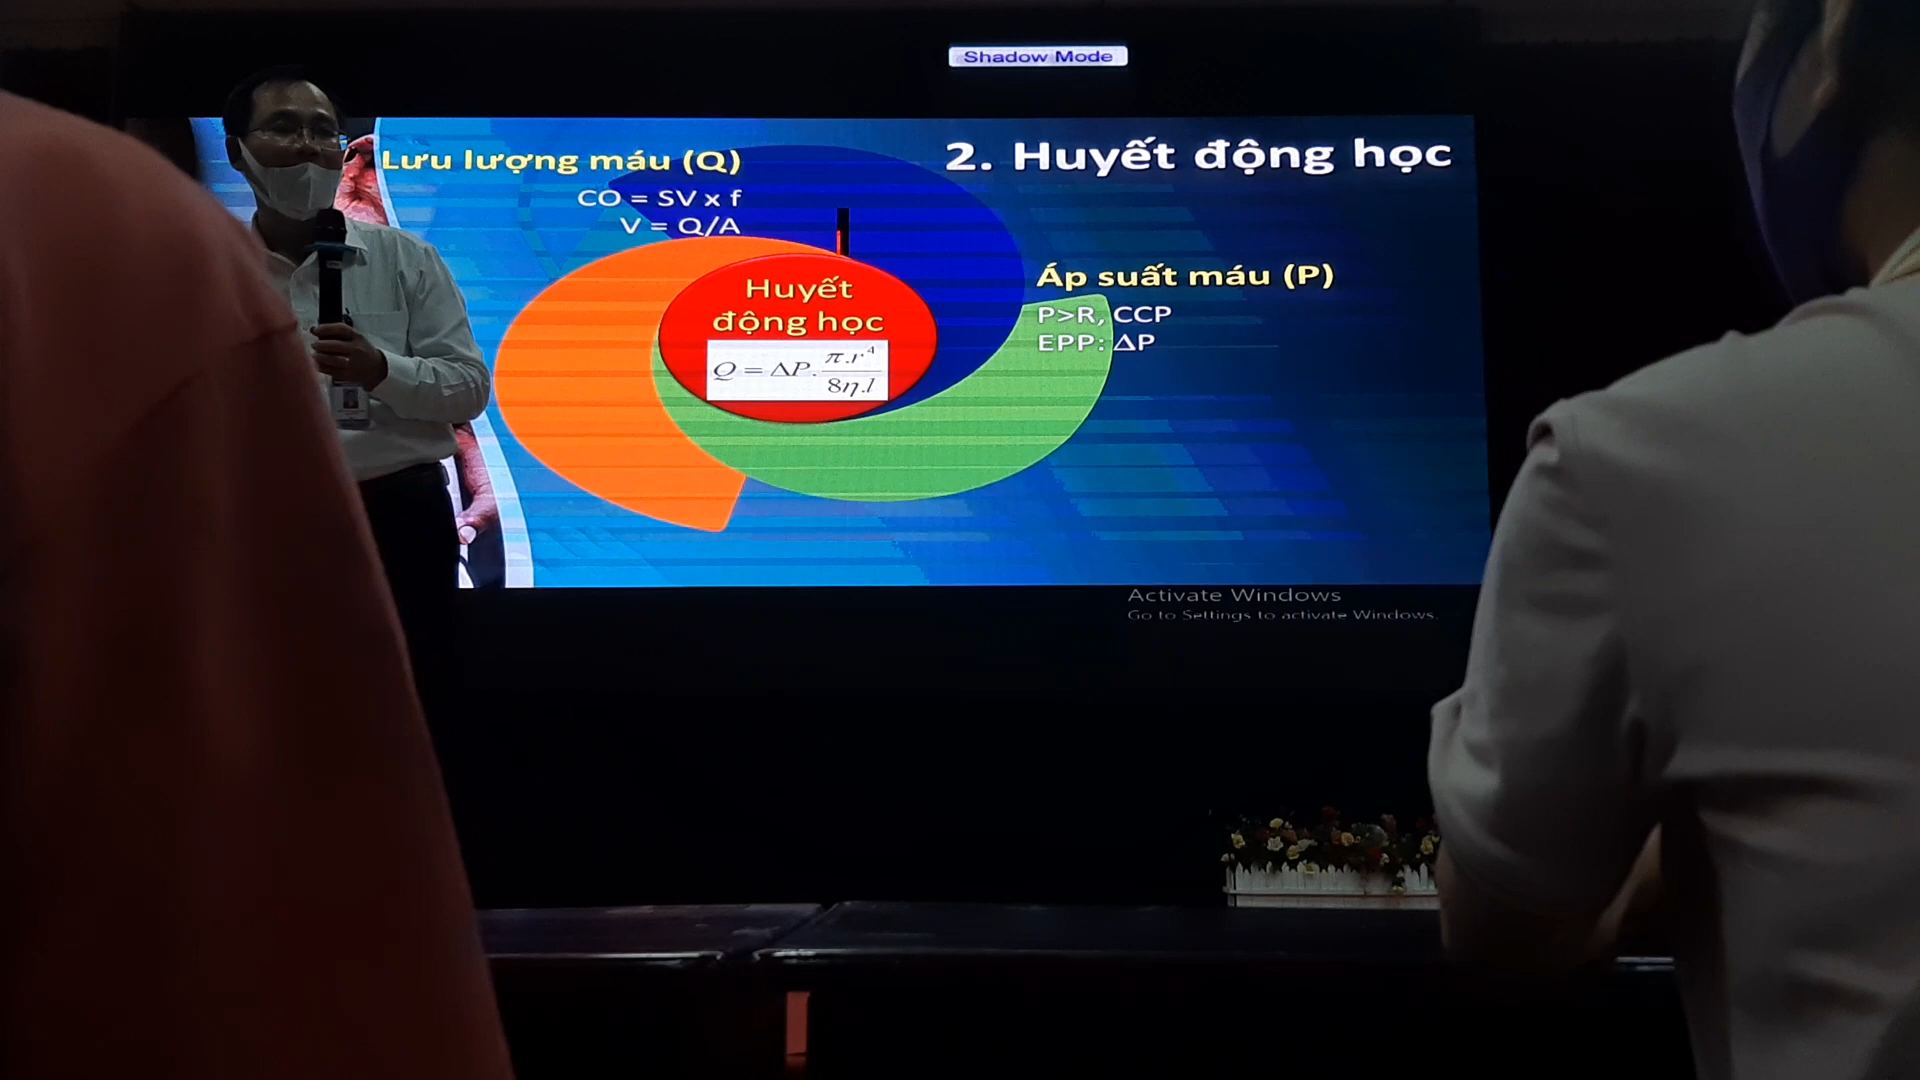 Shadow Mode
2. Huyết động học
Lưu lượng máu (Q)
CO = SV x f
V = Q/A
Áp suất máu (P)
P>R, CCP
EPP: ΔP
Huyết
động học
Q = ΔP. π.r⁴ / 8η.l
Activate Windows
Go to Settings to activate Windows.